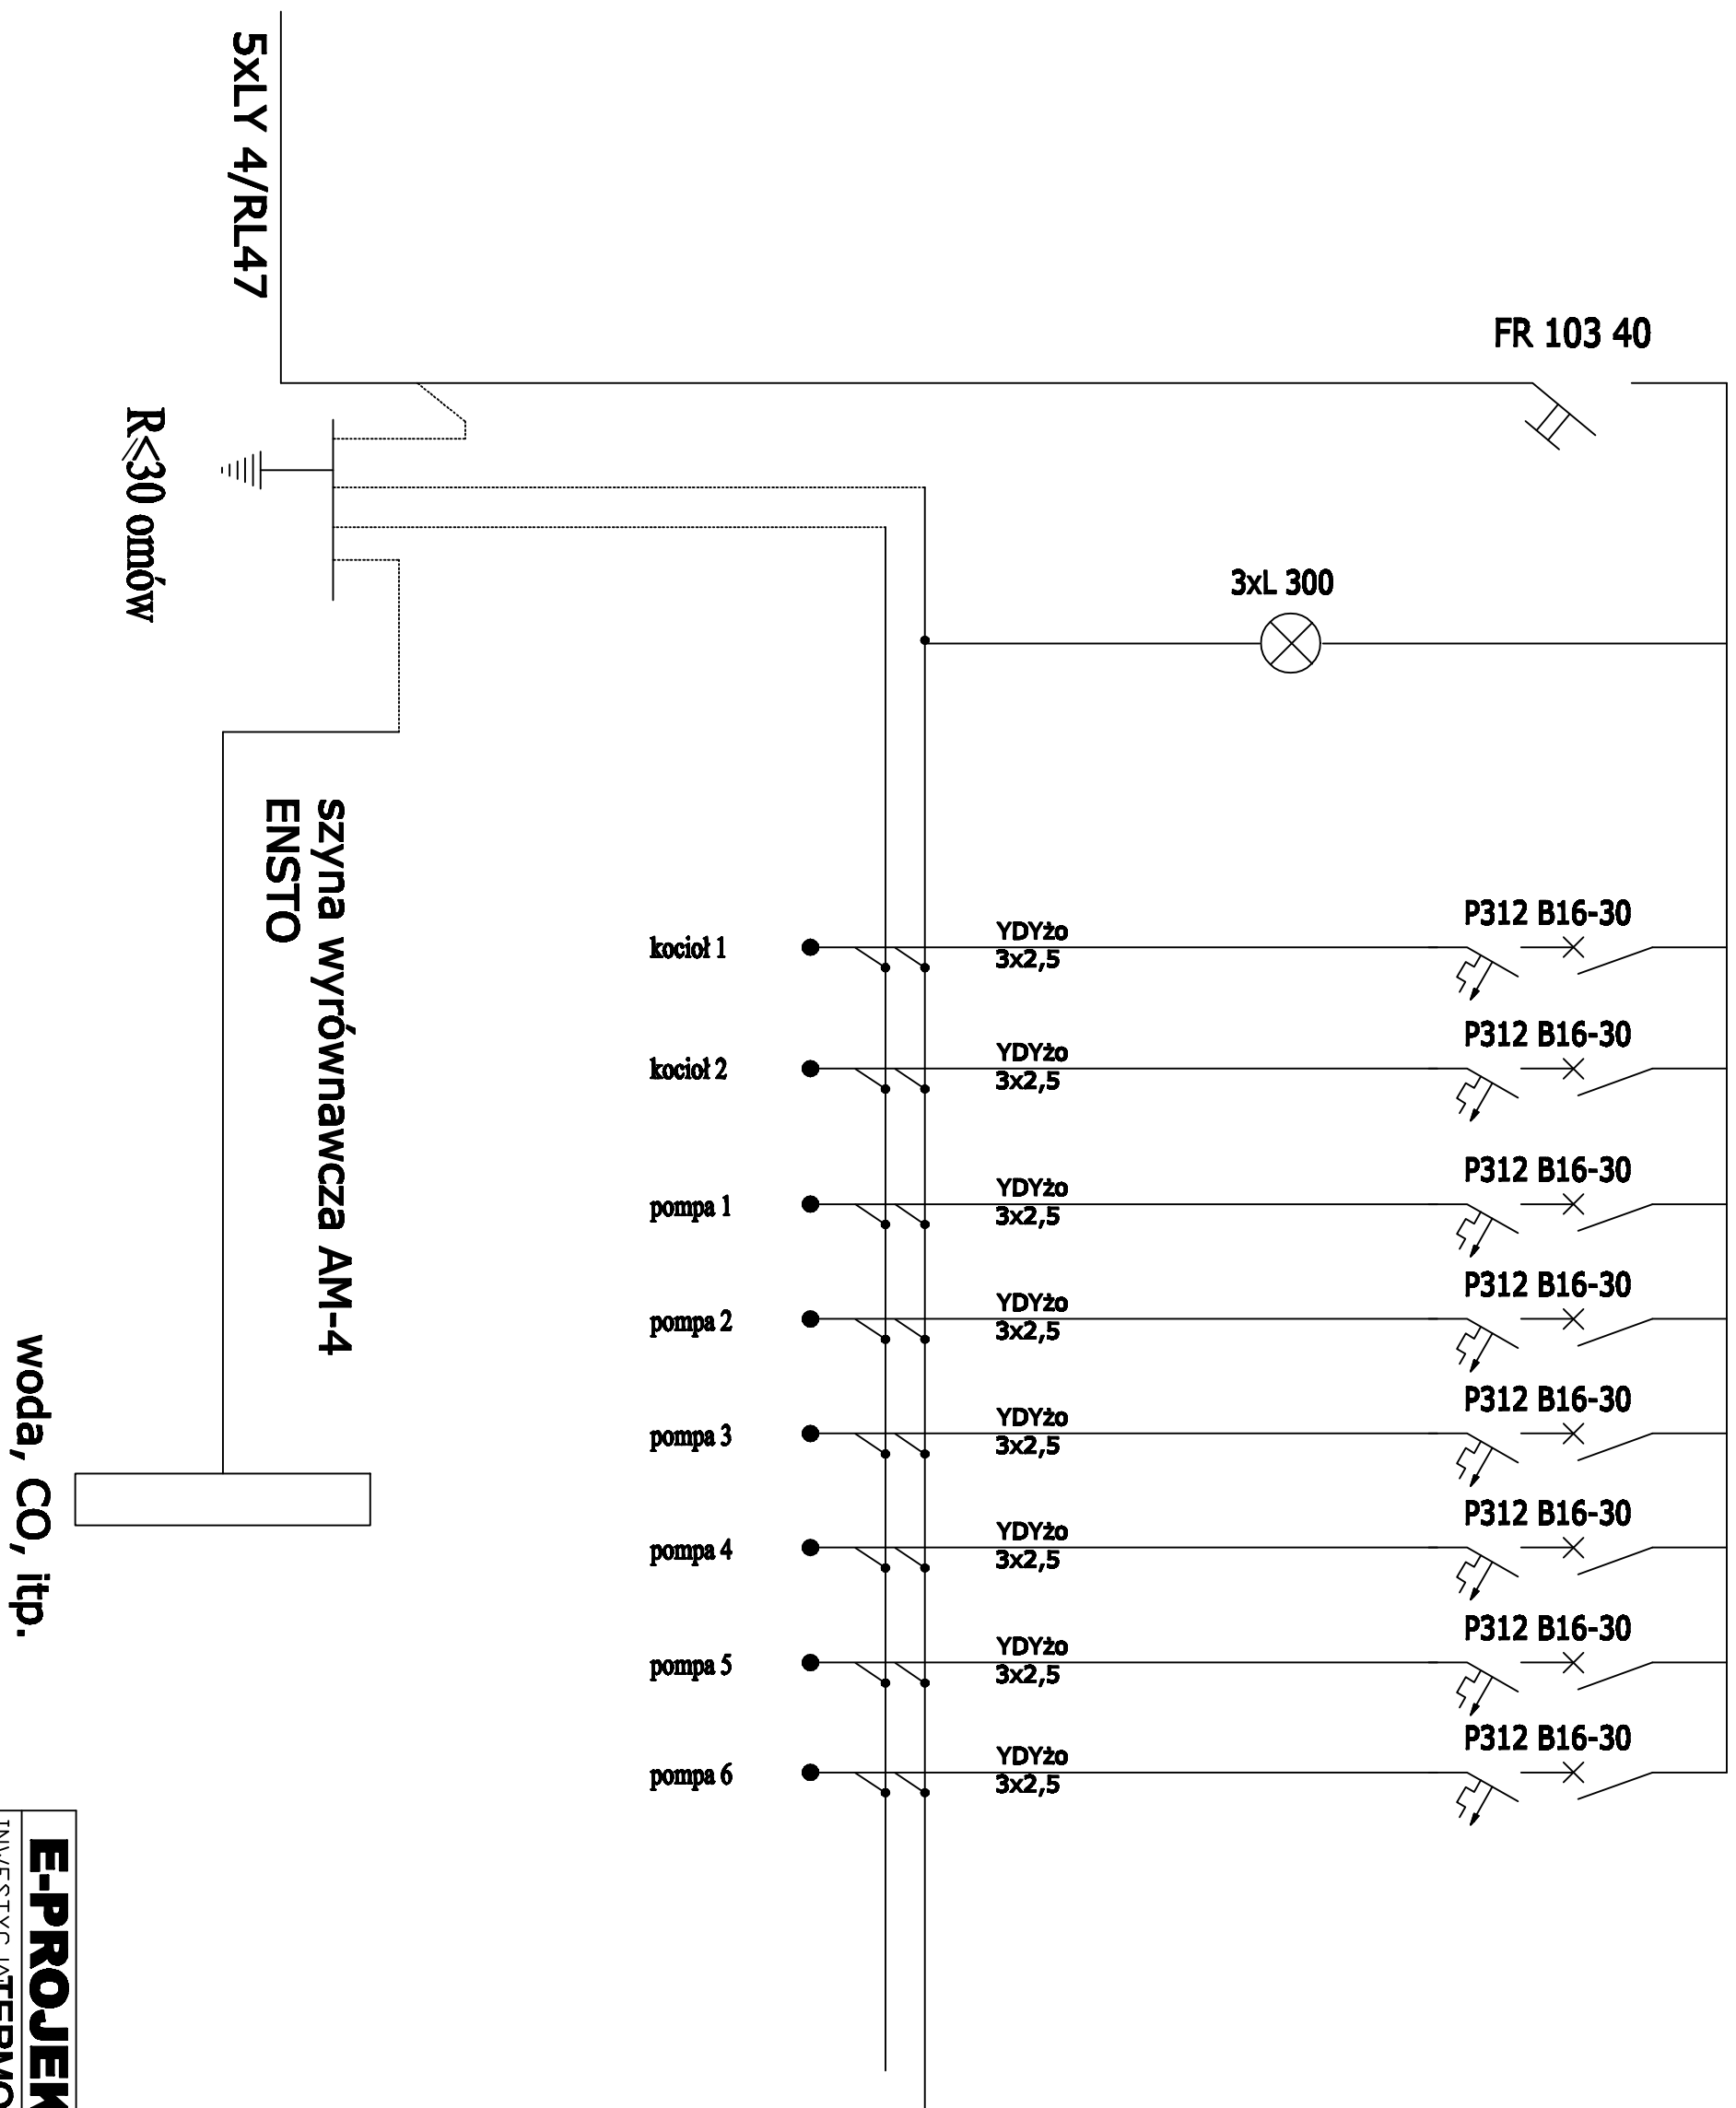 5xLY 4/RL47
FR 103 40
R≤30 omów
3xL 300
szyna wyrównawcza AM-4
ENSTO
kocioł 1
YDYżo
3x2,5
P312 B16-30
kocioł 2
YDYżo
3x2,5
P312 B16-30
pompa 1
YDYżo
3x2,5
P312 B16-30
pompa 2
YDYżo
3x2,5
P312 B16-30
pompa 3
YDYżo
3x2,5
P312 B16-30
pompa 4
YDYżo
3x2,5
P312 B16-30
pompa 5
YDYżo
3x2,5
P312 B16-30
pompa 6
YDYżo
3x2,5
P312 B16-30
woda, CO, itp.
E-PROJEK